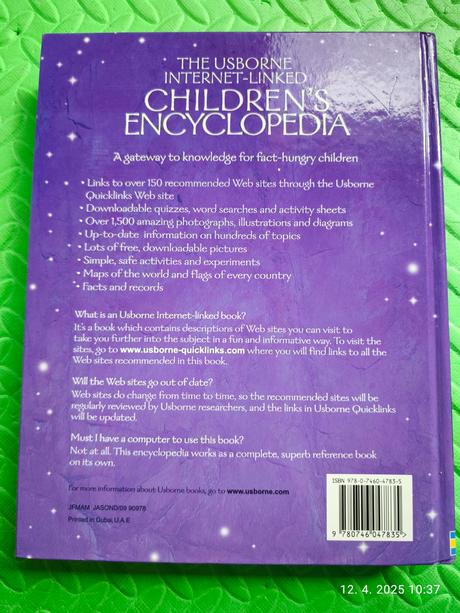 THE USBORNE
INTERNET-LINKED
CHILDREN'S
ENCYCLOPEDIA
A gateway to knowledge for fact-hungry children
• Links to over 150 recommended Web sites through the Usborne
Quicklinks Web site
• Downloadable quizzes, word searches and activity sheets
• Over 1,500 amazing photographs, illustrations and diagrams
• Up-to-date information on hundreds of topics
• Lots of free, downloadable pictures
• Simple, safe activities and experiments
• Maps of the world and flags of every country
• Facts and records
What is an Usborne Internet-linked book?
It's a book which contains descriptions of Web sites you can visit to
take you further into the subject in a fun and informative way. To visit the
sites, go to www.usborne-quicklinks.com where you will find links to all the
Web sites recommended in this book.
Will the Web sites go out of date?
Web sites do change from time to time, so the recommended sites will be
regularly reviewed by Usborne researchers, and the links in Usborne Quicklinks
will be updated.
Must I have a computer to use this book?
Not at all. This encyclopedia works as a complete, superb reference book
on its own.
For more information about Usborne books, go to www.usborne.com
JFMAM JASOND/09 90978
Printed in Dubai, U.A.E
ISBN 978-0-7460-4783-5
9 780746 047835
12. 4. 2025 10:37